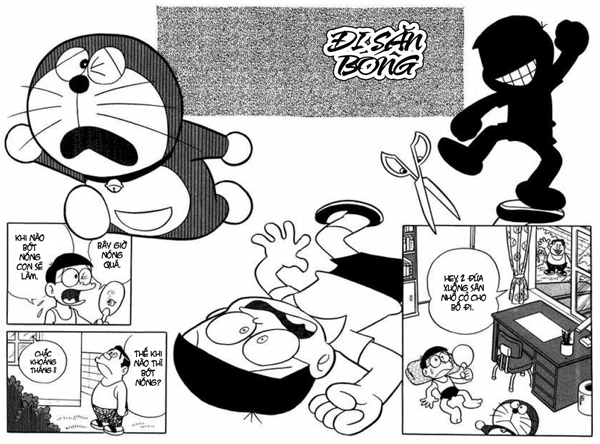 ĐI SĂN
BÓNG
HEY, 2 ĐỨA
XUỐNG SÂN
NHỔ CỎ CHO
BỐ ĐI.
BÂY GIỜ
NÓNG
QUÁ.
KHI NÀO
BỚT
NÓNG
CON SẼ
LÀM.
THẾ KHI
NÀO THÌ
BỚT
NÓNG?
CHẮC
KHOẢNG
THÁNG 11